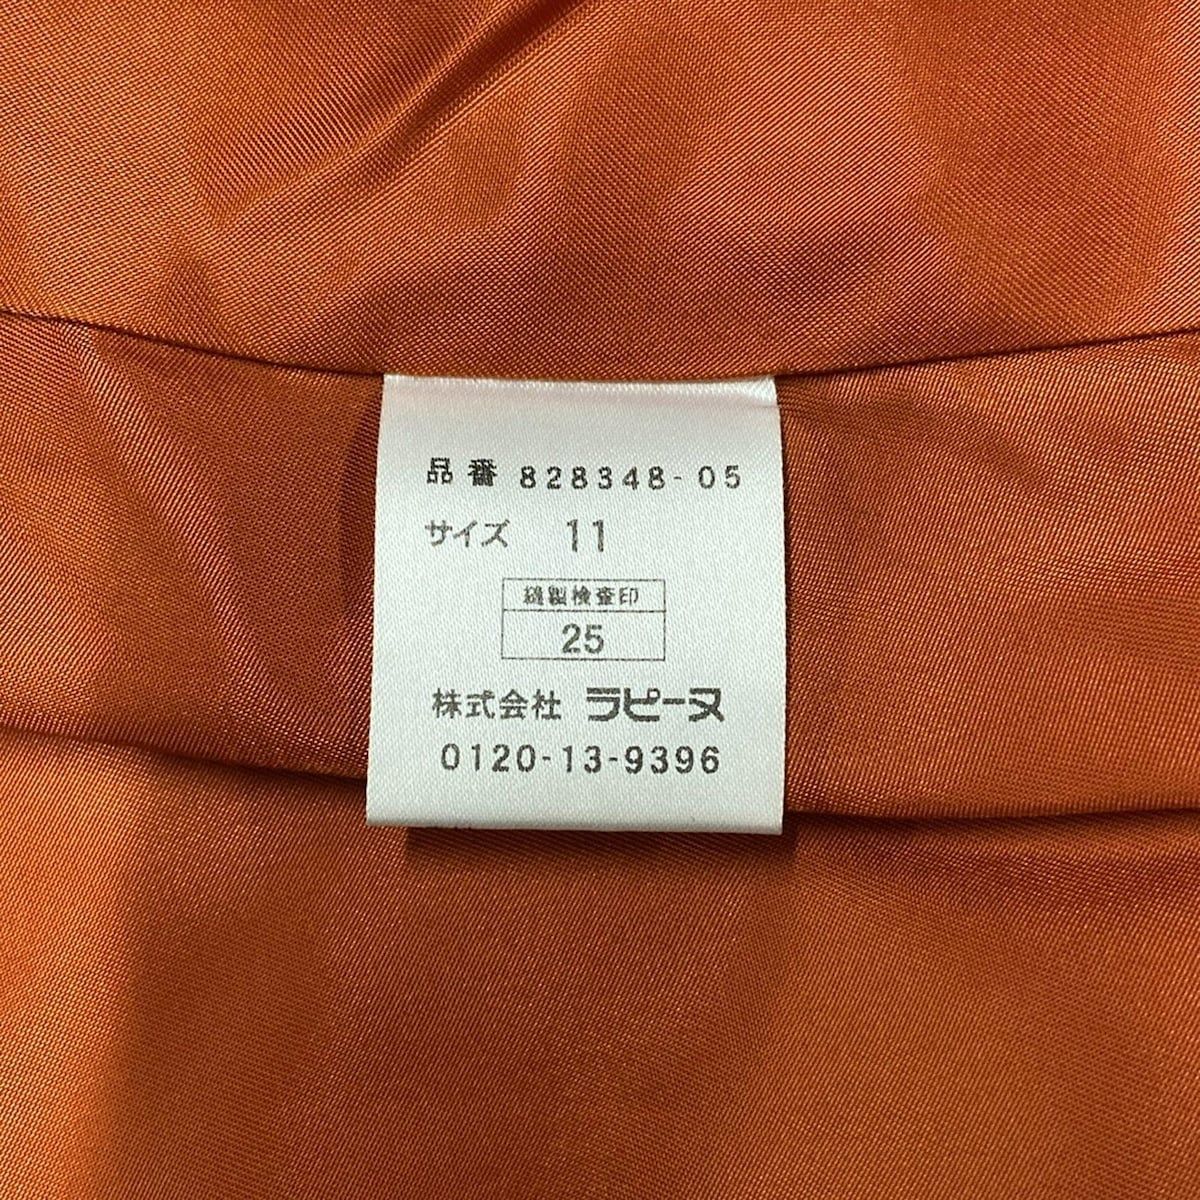 品番 828348-05
サイズ 11
縫製検査印
25
株式会社 ラピーヌ
0120-13-9396